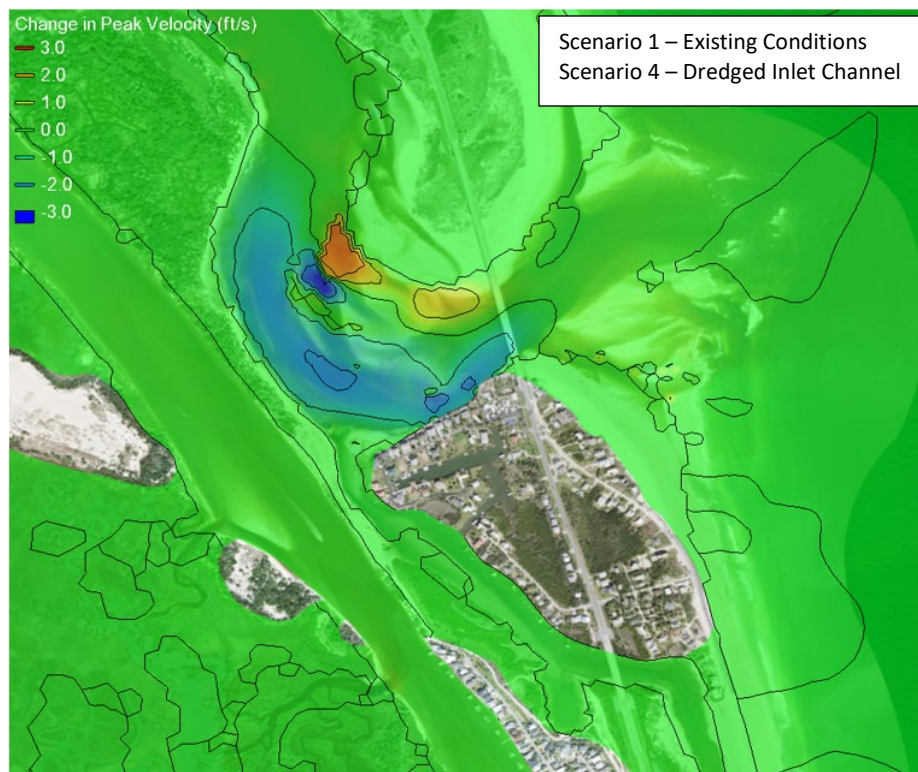 Change in Peak Velocity (ft/s)
3.0
2.0
1.0
0.0
-1.0
-2.0
-3.0
Scenario 1 – Existing Conditions
Scenario 4 – Dredged Inlet Channel